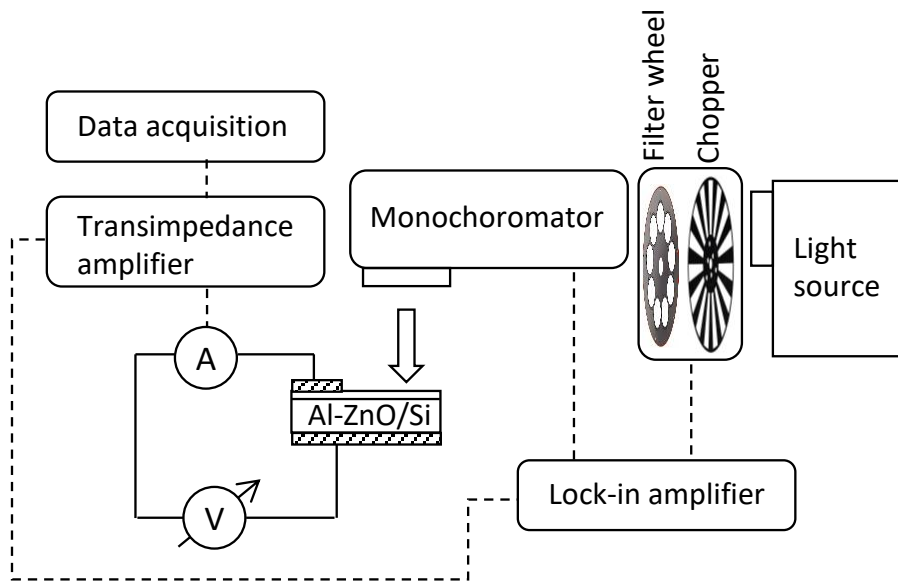 Filter wheel
Chopper
Data acquisition
Transimpedance
amplifier
Monochoromator
Light
source
A
Al-ZnO/Si
V
Lock-in amplifier